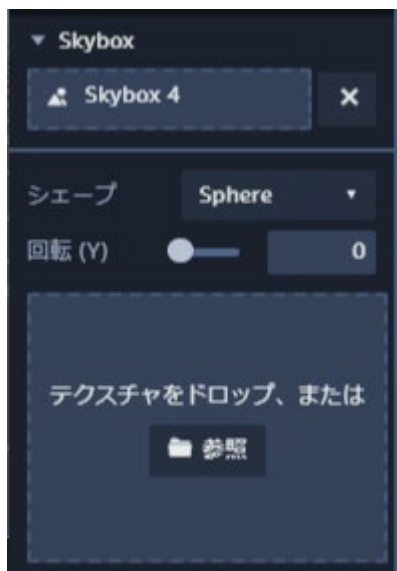 Skybox
Skybox 4
シェープ Sphere
回転 (Y) 0
テクスチャをドロップ、または
参照